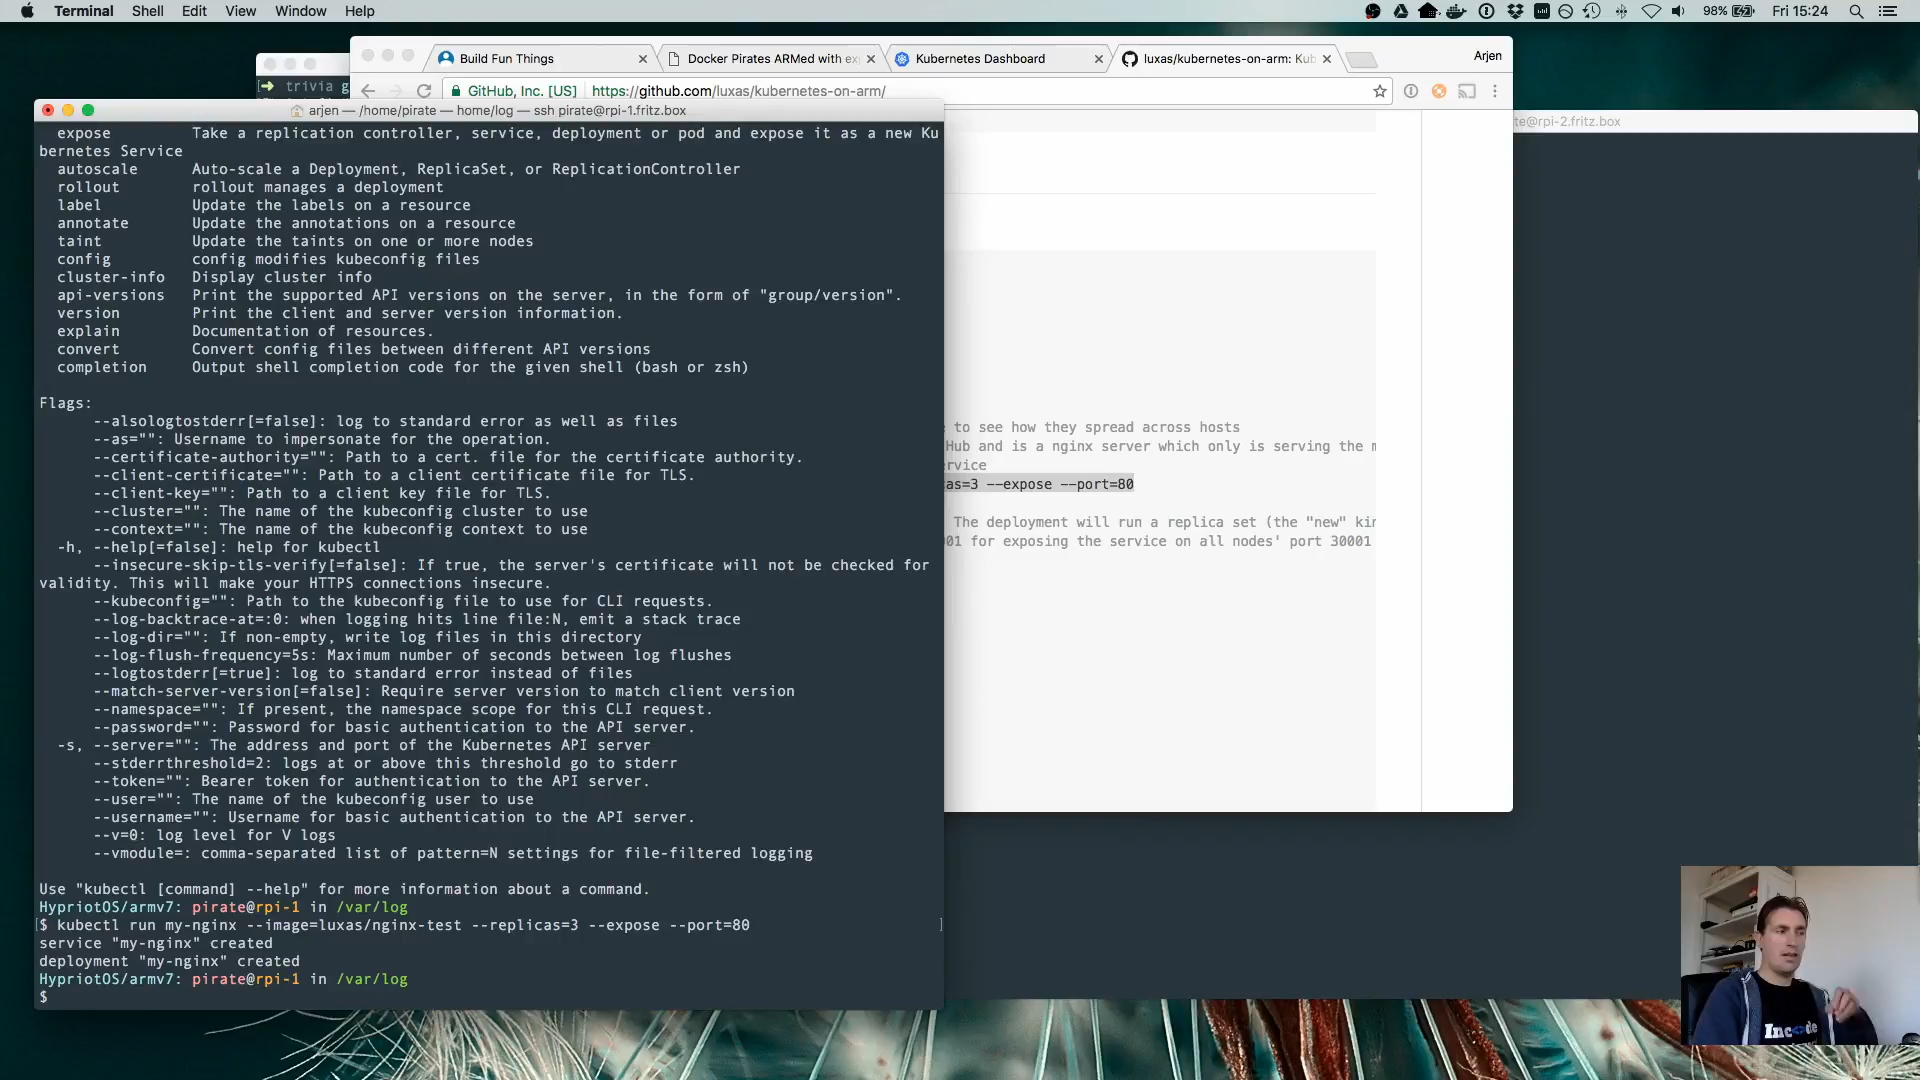 Terminal Shell Edit View Window Help
98% Fri 15:24
Build Fun Things
Docker Pirates ARMed with ex
Kubernetes Dashboard
luxas/kubernetes-on-arm: Kub
Arjen
trivia g
GitHub, Inc. [US] https://github.com/luxas/kubernetes-on-arm/
arjen — /home/pirate — home/log — ssh pirate@rpi-1.fritz.box
te@rpi-2.fritz.box
expose Take a replication controller, service, deployment or pod and expose it as a new Ku
bernetes Service
autoscale Auto-scale a Deployment, ReplicaSet, or ReplicationController
rollout rollout manages a deployment
label Update the labels on a resource
annotate Update the annotations on a resource
taint Update the taints on one or more nodes
config config modifies kubeconfig files
cluster-info Display cluster info
api-versions Print the supported API versions on the server, in the form of "group/version".
version Print the client and server version information.
explain Documentation of resources.
convert Convert config files between different API versions
completion Output shell completion code for the given shell (bash or zsh)
Flags:
--alsologtostderr[=false]: log to standard error as well as files
--as="": Username to impersonate for the operation.
--certificate-authority="": Path to a cert. file for the certificate authority.
--client-certificate="": Path to a client certificate file for TLS.
--client-key="": Path to a client key file for TLS.
--cluster="": The name of the kubeconfig cluster to use
--context="": The name of the kubeconfig context to use
-h, --help[=false]: help for kubectl
--insecure-skip-tls-verify[=false]: If true, the server's certificate will not be checked for
validity. This will make your HTTPS connections insecure.
--kubeconfig="": Path to the kubeconfig file to use for CLI requests.
--log-backtrace-at=:0: when logging hits line file:N, emit a stack trace
--log-dir="": If non-empty, write log files in this directory
--log-flush-frequency=5s: Maximum number of seconds between log flushes
--logtostderr[=true]: log to standard error instead of files
--match-server-version[=false]: Require server version to match client version
--namespace="": If present, the namespace scope for this CLI request.
--password="": Password for basic authentication to the API server.
-s, --server="": The address and port of the Kubernetes API server
--stderrthreshold=2: logs at or above this threshold go to stderr
--token="": Bearer token for authentication to the API server.
--user="": The name of the kubeconfig user to use
--username="": Username for basic authentication to the API server.
--v=0: log level for V logs
--vmodule=: comma-separated list of pattern=N settings for file-filtered logging
Use "kubectl [command] --help" for more information about a command.
HypriotOS/armv7: pirate@rpi-1 in /var/log
[$ kubectl run my-nginx --image=luxas/nginx-test --replicas=3 --expose --port=80 ]
service "my-nginx" created
deployment "my-nginx" created
HypriotOS/armv7: pirate@rpi-1 in /var/log
$
e to see how they spread across hosts
Hub and is a nginx server which only is serving the m
ervice
as=3 --expose --port=80
The deployment will run a replica set (the "new" kin
01 for exposing the service on all nodes' port 30001
Inc<>de